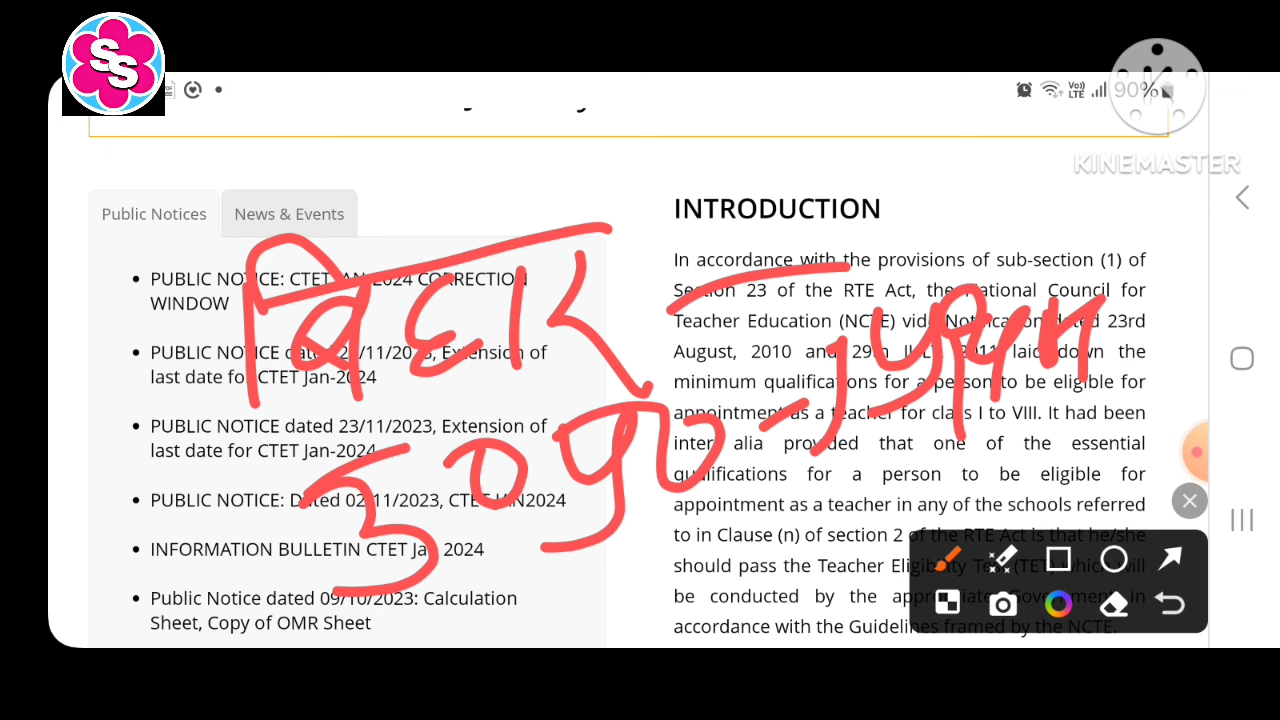 SS
90%
KINEMASTER
Public Notices
News & Events
PUBLIC NOTICE: CTET JAN-2024 CORRECTION
WINDOW
PUBLIC NOTICE dated 29/11/2023, Extension of
last date for CTET Jan-2024
PUBLIC NOTICE dated 23/11/2023, Extension of
last date for CTET Jan-2024
PUBLIC NOTICE: Dated 02/11/2023, CTET JAN2024
INFORMATION BULLETIN CTET Jan 2024
Public Notice dated 09/10/2023: Calculation
Sheet, Copy of OMR Sheet
INTRODUCTION
In accordance with the provisions of sub-section (1) of
Section 23 of the RTE Act, the National Council for
Teacher Education (NCTE) vide Notification dated 23rd
August, 2010 and 29th July, 2011 laid down the
minimum qualifications for a person to be eligible for
appointment as a teacher for class I to VIII. It had been
inter alia provided that one of the essential
qualifications for a person to be eligible for
appointment as a teacher in any of the schools referred
to in Clause (n) of section 2 of the RTE Act is that he/she
should pass the Teacher Eligibility Test (TET) which will
be conducted by the appropriate Government in
accordance with the Guidelines framed by the NCTE.